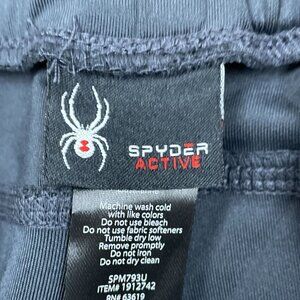 SPYDER
ACTIVE
Machine wash cold
with like colors
Do not use bleach
Do not use fabric softeners
Tumble dry low
Remove promptly
Do not iron
Do not dry clean
SPM793U
ITEM# 1912742
RN# 63619